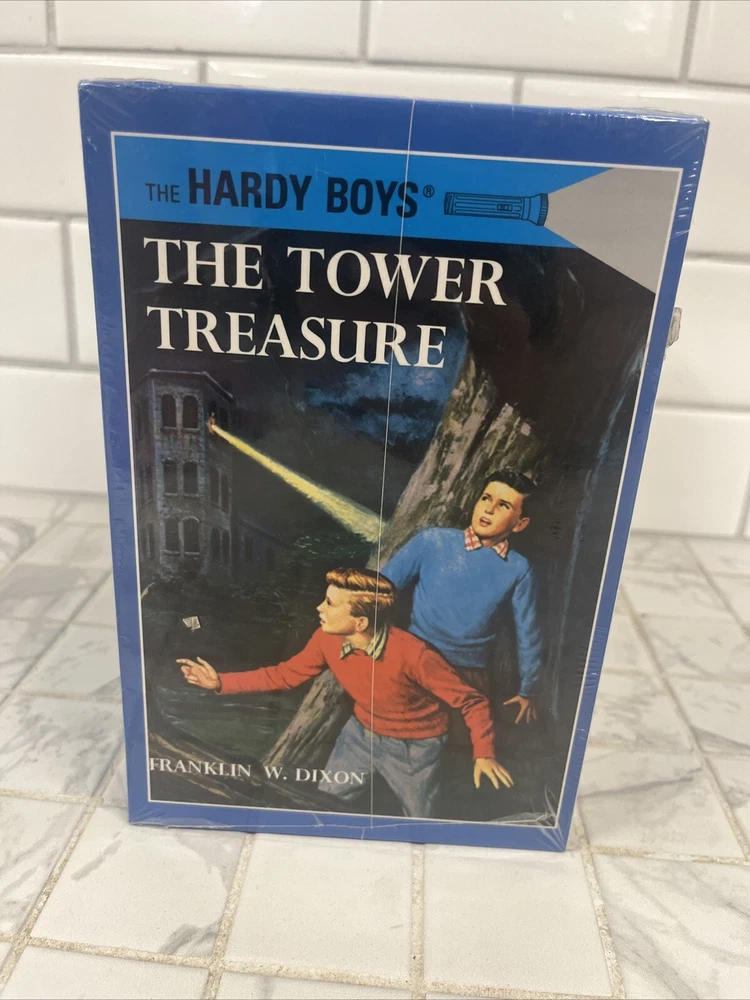 THE HARDY BOYS®
THE TOWER
TREASURE
FRANKLIN W. DIXON